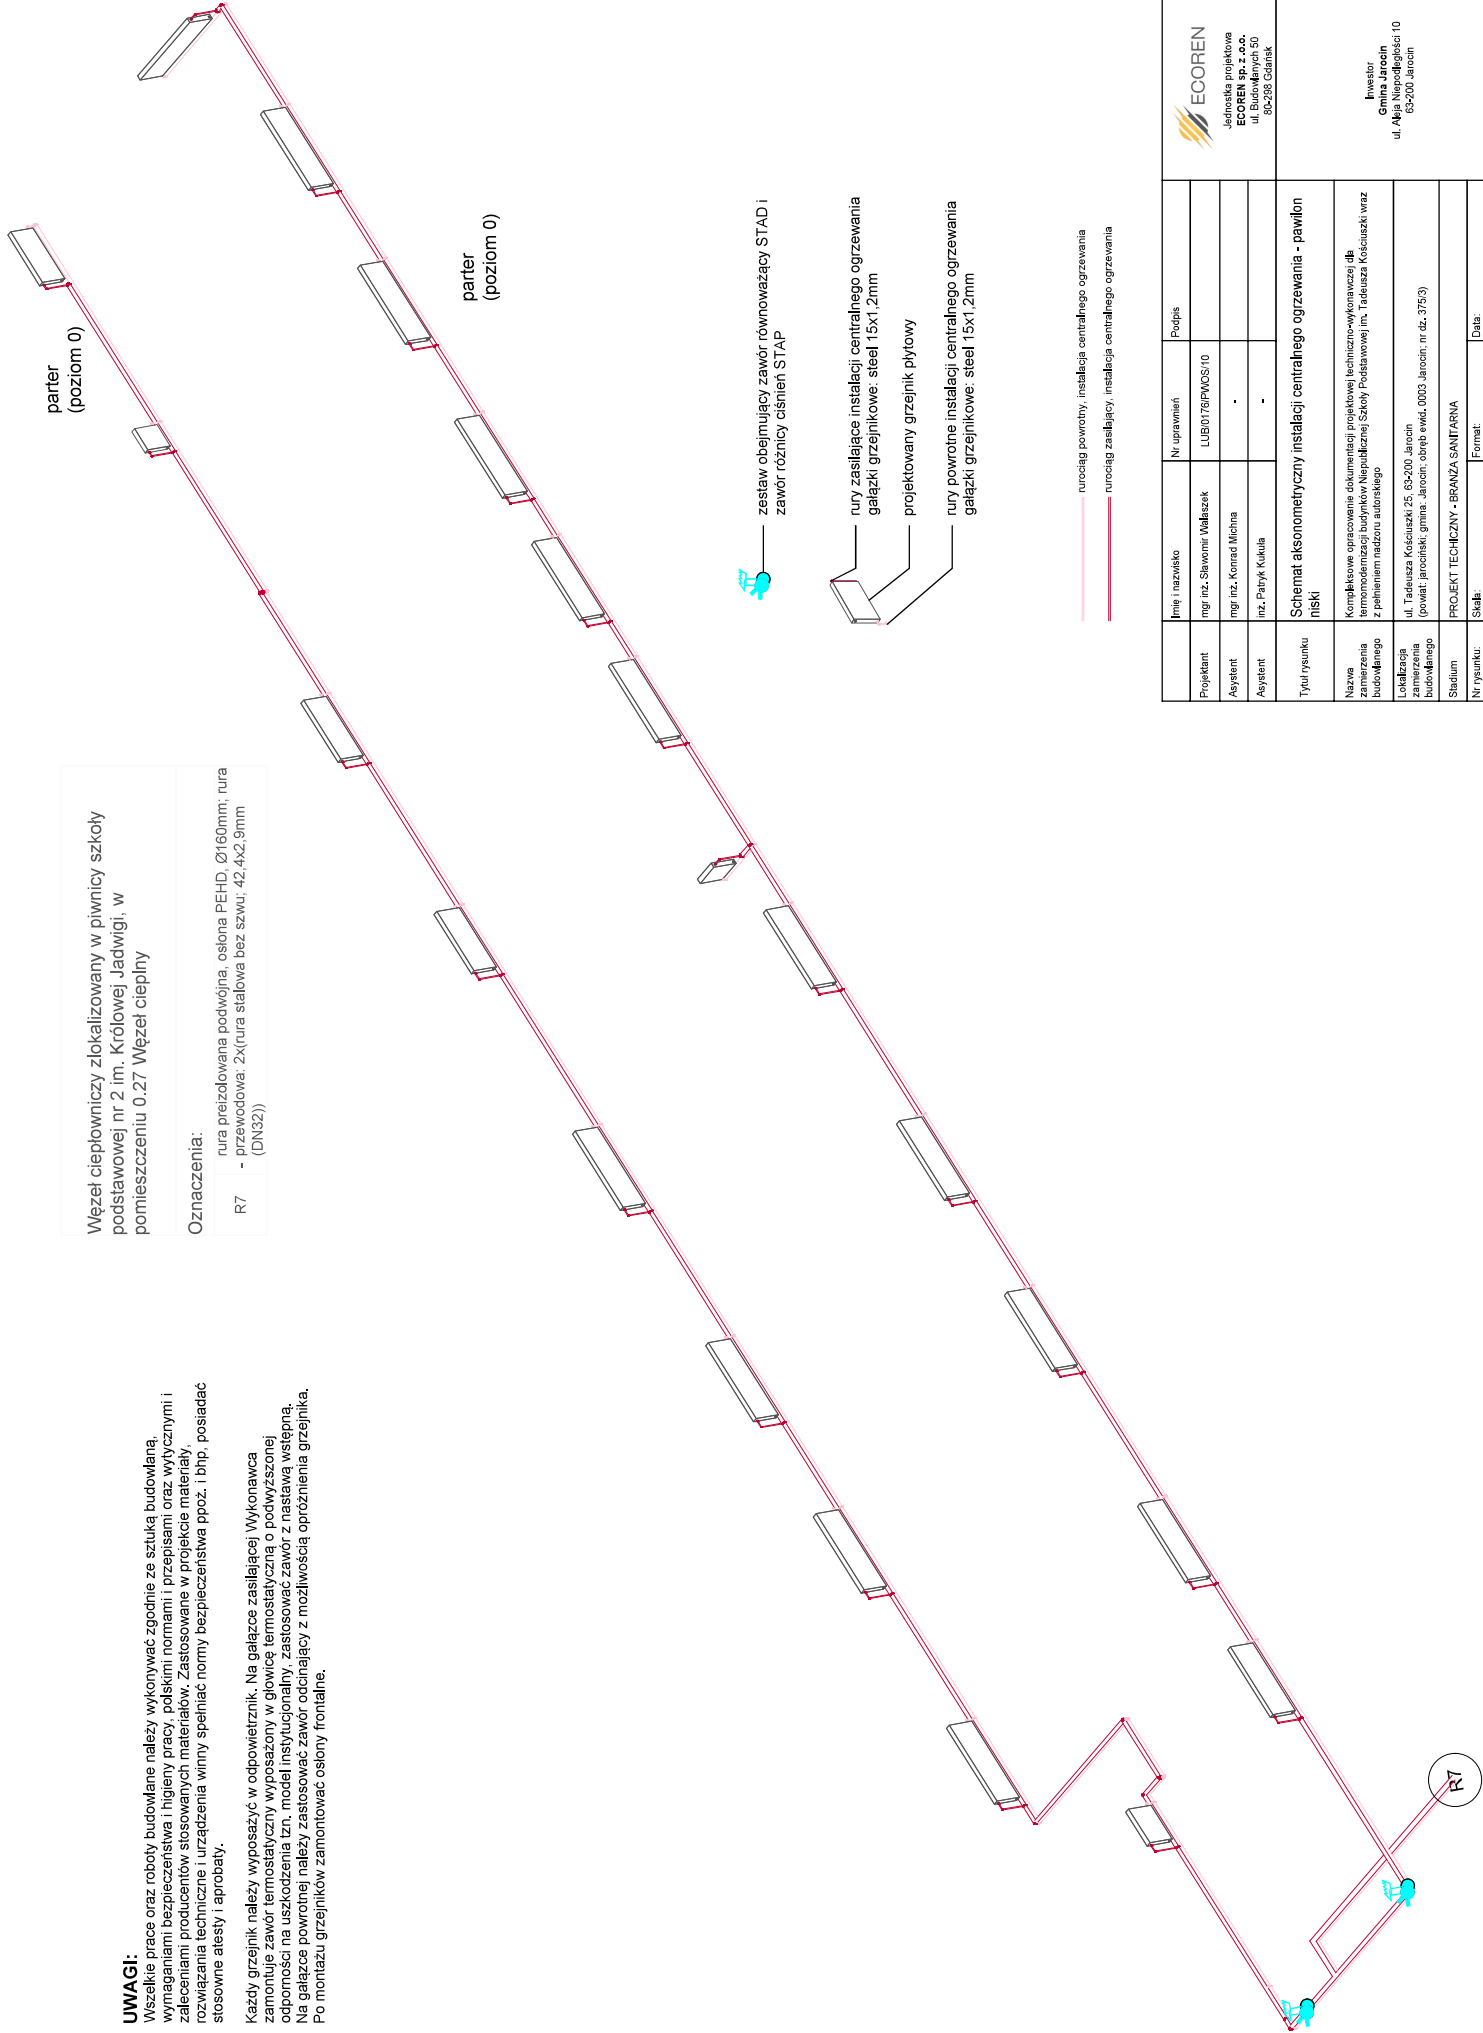 UWAGI:
Wszelkie prace oraz roboty budowlane należy wykonywać zgodnie ze sztuką budowlaną,
wymaganiami bezpieczeństwa i higieny pracy, polskimi normami i przepisami oraz wytycznymi i
zaleceniami producentów stosowanych materiałów. Zastosowane w projekcie materiały,
rozwiązania techniczne i urządzenia winny spełniać normy bezpieczeństwa ppoż. i bhp, posiadać
stosowne atesty i aprobaty.
Każdy grzejnik należy wyposażyć w odpowietrznik. Na gałązce zasilającej Wykonawca
zamontuje zawór termostatyczny wyposażony w głowicę termostatyczną o podwyższonej
odporności na uszkodzenia tzn. model instytucjonalny, zastosować zawór z nastawą wstępną.
Na gałązce powrotnej należy zastosować zawór odcinający z możliwością opróżnienia grzejnika.
Po montażu grzejników zamontować osłony frontalne.
Węzeł ciepłowniczy zlokalizowany w piwnicy szkoły
podstawowej nr 2 im. Królowej Jadwigi, w
pomieszczeniu 0.27 Węzeł cieplny
Oznaczenia:
rura preizolowana podwójna, osłona PEHD, Ø160mm; rura
R7 - przewodowa: 2x(rura stalowa bez szwu; 42,4x2,9mm
(DN32))
parter
(poziom 0)
parter
(poziom 0)
zestaw obejmujący zawór równoważący STAD i
zawór różnicy ciśnień STAP
rury zasilające instalacji centralnego ogrzewania
gałązki grzejnikowe: steel 15x1,2mm
projektowany grzejnik płytowy
rury powrotne instalacji centralnego ogrzewania
gałązki grzejnikowe: steel 15x1,2mm
rurociąg powrotny, instalacja centralnego ogrzewania
rurociąg zasilający, instalacja centralnego ogrzewania
R7
Imię i nazwisko Nr uprawnień Podpis
Projektant mgr inż. Sławomir Walaszek LUB/0176/PWOS/10
Asystent mgr inż. Konrad Michna -
Asystent inż. Patryk Kukuła -
ECOREN
Jednostka projektowa
ECOREN sp. z .o.o.
ul. Budowlanych 50
80-298 Gdańsk
Tytuł rysunku
Schemat aksonometryczny instalacji centralnego ogrzewania - pawilon
niski
Nazwa
zamierzenia
budowlanego
Kompleksowe opracowanie dokumentacji projektowej techniczno-wykonawczej dla
termomodernizacji budynków Niepublicznej Szkoły Podstawowej im. Tadeusza Kościuszki wraz
z pełnieniem nadzoru autorskiego
Lokalizacja
zamierzenia
budowlanego
ul. Tadeusza Kościuszki 25, 63-200 Jarocin
(powiat: jarociński; gmina: Jarocin; obręb ewid. 0003 Jarocin; nr dz. 375/3)
Stadium PROJEKT TECHICZNY - BRANŻA SANITARNA
Nr rysunku: Skala: Format: Data:
Inwestor
Gmina Jarocin
ul. Aleja Niepodległości 10
63-200 Jarocin